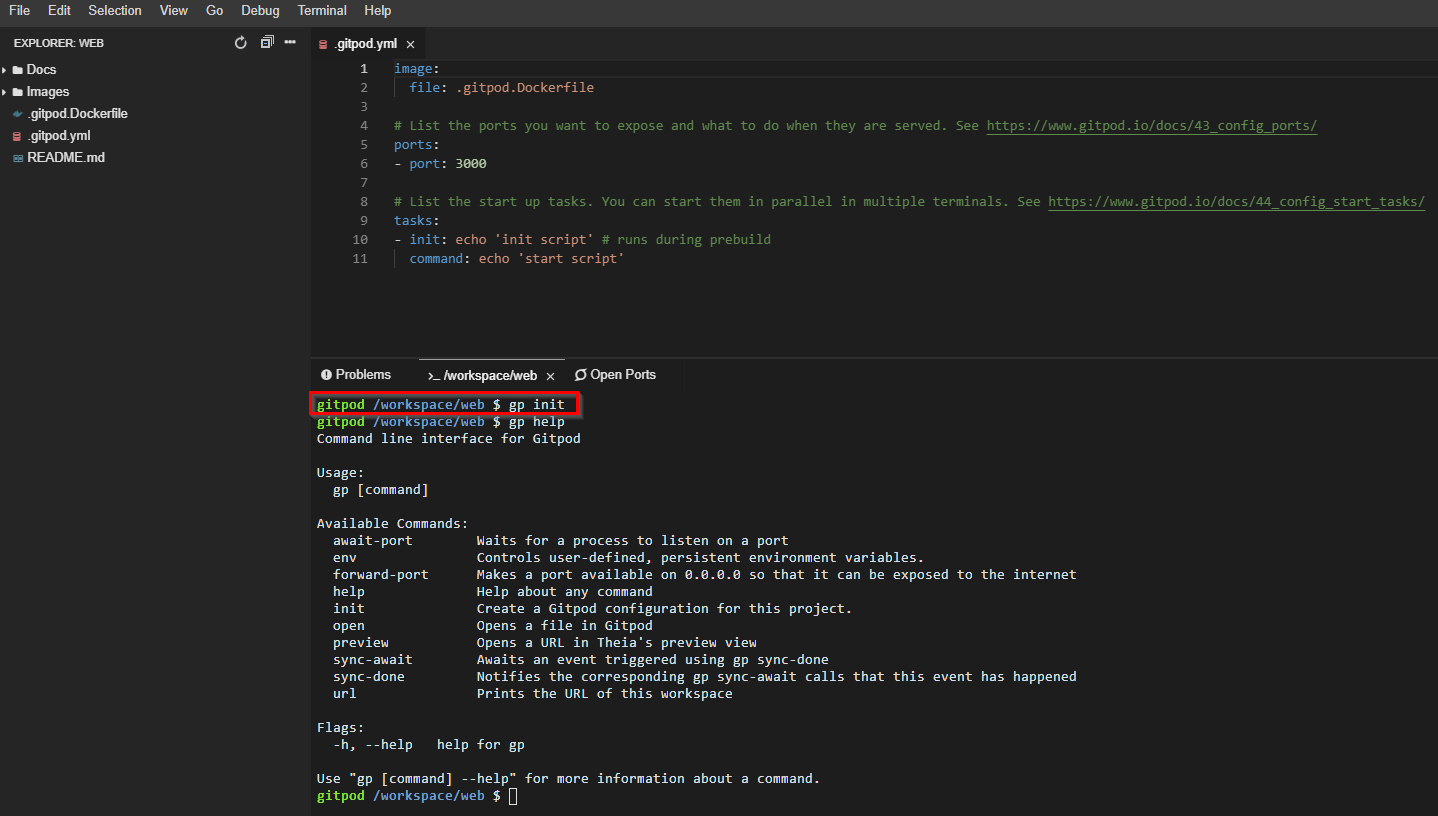 File Edit Selection View Go Debug Terminal Help
EXPLORER: WEB
Docs
Images
.gitpod.Dockerfile
.gitpod.yml
README.md
.gitpod.yml
1 image:
2 file: .gitpod.Dockerfile
3
4 # List the ports you want to expose and what to do when they are served. See https://www.gitpod.io/docs/43_config_ports/
5 ports:
6 - port: 3000
7
8 # List the start up tasks. You can start them in parallel in multiple terminals. See https://www.gitpod.io/docs/44_config_start_tasks/
9 tasks:
10 - init: echo 'init script' # runs during prebuild
11 command: echo 'start script'
Problems >_ /workspace/web Open Ports
gitpod /workspace/web $ gp init
gitpod /workspace/web $ gp help
Command line interface for Gitpod
Usage:
gp [command]
Available Commands:
await-port Waits for a process to listen on a port
env Controls user-defined, persistent environment variables.
forward-port Makes a port available on 0.0.0.0 so that it can be exposed to the internet
help Help about any command
init Create a Gitpod configuration for this project.
open Opens a file in Gitpod
preview Opens a URL in Theia's preview view
sync-await Awaits an event triggered using gp sync-done
sync-done Notifies the corresponding gp sync-await calls that this event has happened
url Prints the URL of this workspace
Flags:
-h, --help help for gp
Use "gp [command] --help" for more information about a command.
gitpod /workspace/web $